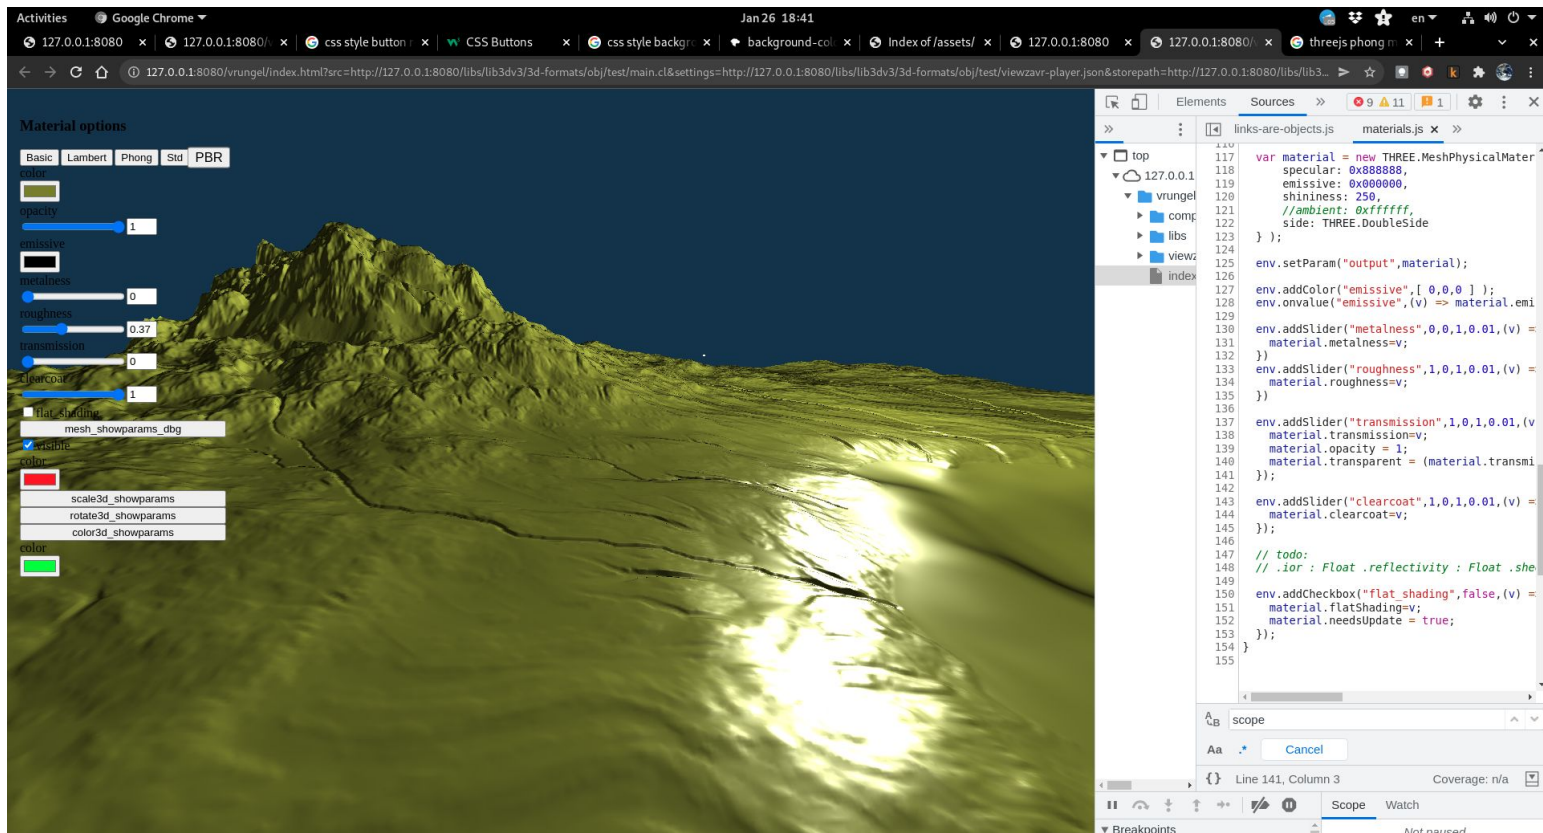 Activities Google Chrome Jan 26 18:41 en
127.0.0.1:8080 × 127.0.0.1:8080/ × css style button × CSS Buttons × css style backgr × background-col × Index of /assets/ × 127.0.0.1:8080 × 127.0.0.1:8080/ × threejs phong m × +
127.0.0.1:8080/vrungel/index.html?src=http://127.0.0.1:8080/libs/lib3dv3/3d-formats/obj/test/main.cl&settings=http://127.0.0.1:8080/libs/lib3dv3/3d-formats/obj/test/viewzavr-player.json&storepath=http://127.0.0.1:8080/libs/lib3...
Material options
Basic Lambert Phong Std PBR
color
opacity
1
emissive
metalness
0
roughness
0.37
transmission
0
clearcoat
1
flat_shading
mesh_showparams_dbg
visible
color
scale3d_showparams
rotate3d_showparams
color3d_showparams
color
Elements Sources » 9 11 1
» links-are-objects.js materials.js × »
top
127.0.0.1
vrungel
comp
libs
viewz
index
116
117 var material = new THREE.MeshPhysicalMater
118 specular: 0x888888,
119 emissive: 0x000000,
120 shininess: 250,
121 //ambient: 0xffffff,
122 side: THREE.DoubleSide
123 } );
124
125 env.setParam("output",material);
126
127 env.addColor("emissive",[ 0,0,0 ] );
128 env.onvalue("emissive",(v) => material.emi
129
130 env.addSlider("metalness",0,0,1,0.01,(v) =
131 material.metalness=v;
132 })
133 env.addSlider("roughness",1,0,1,0.01,(v) =
134 material.roughness=v;
135 })
136
137 env.addSlider("transmission",1,0,1,0.01,(v
138 material.transmission=v;
139 material.opacity = 1;
140 material.transparent = (material.transmi
141 });
142
143 env.addSlider("clearcoat",1,0,1,0.01,(v) =
144 material.clearcoat=v;
145 });
146
147 // todo:
148 // .ior : Float .reflectivity : Float .she
149
150 env.addCheckbox("flat_shading",false,(v) =
151 material.flatShading=v;
152 material.needsUpdate = true;
153 });
154 }
155
scope
Aa .* Cancel
{} Line 141, Column 3 Coverage: n/a
Scope Watch
Breakpoints
Not paused